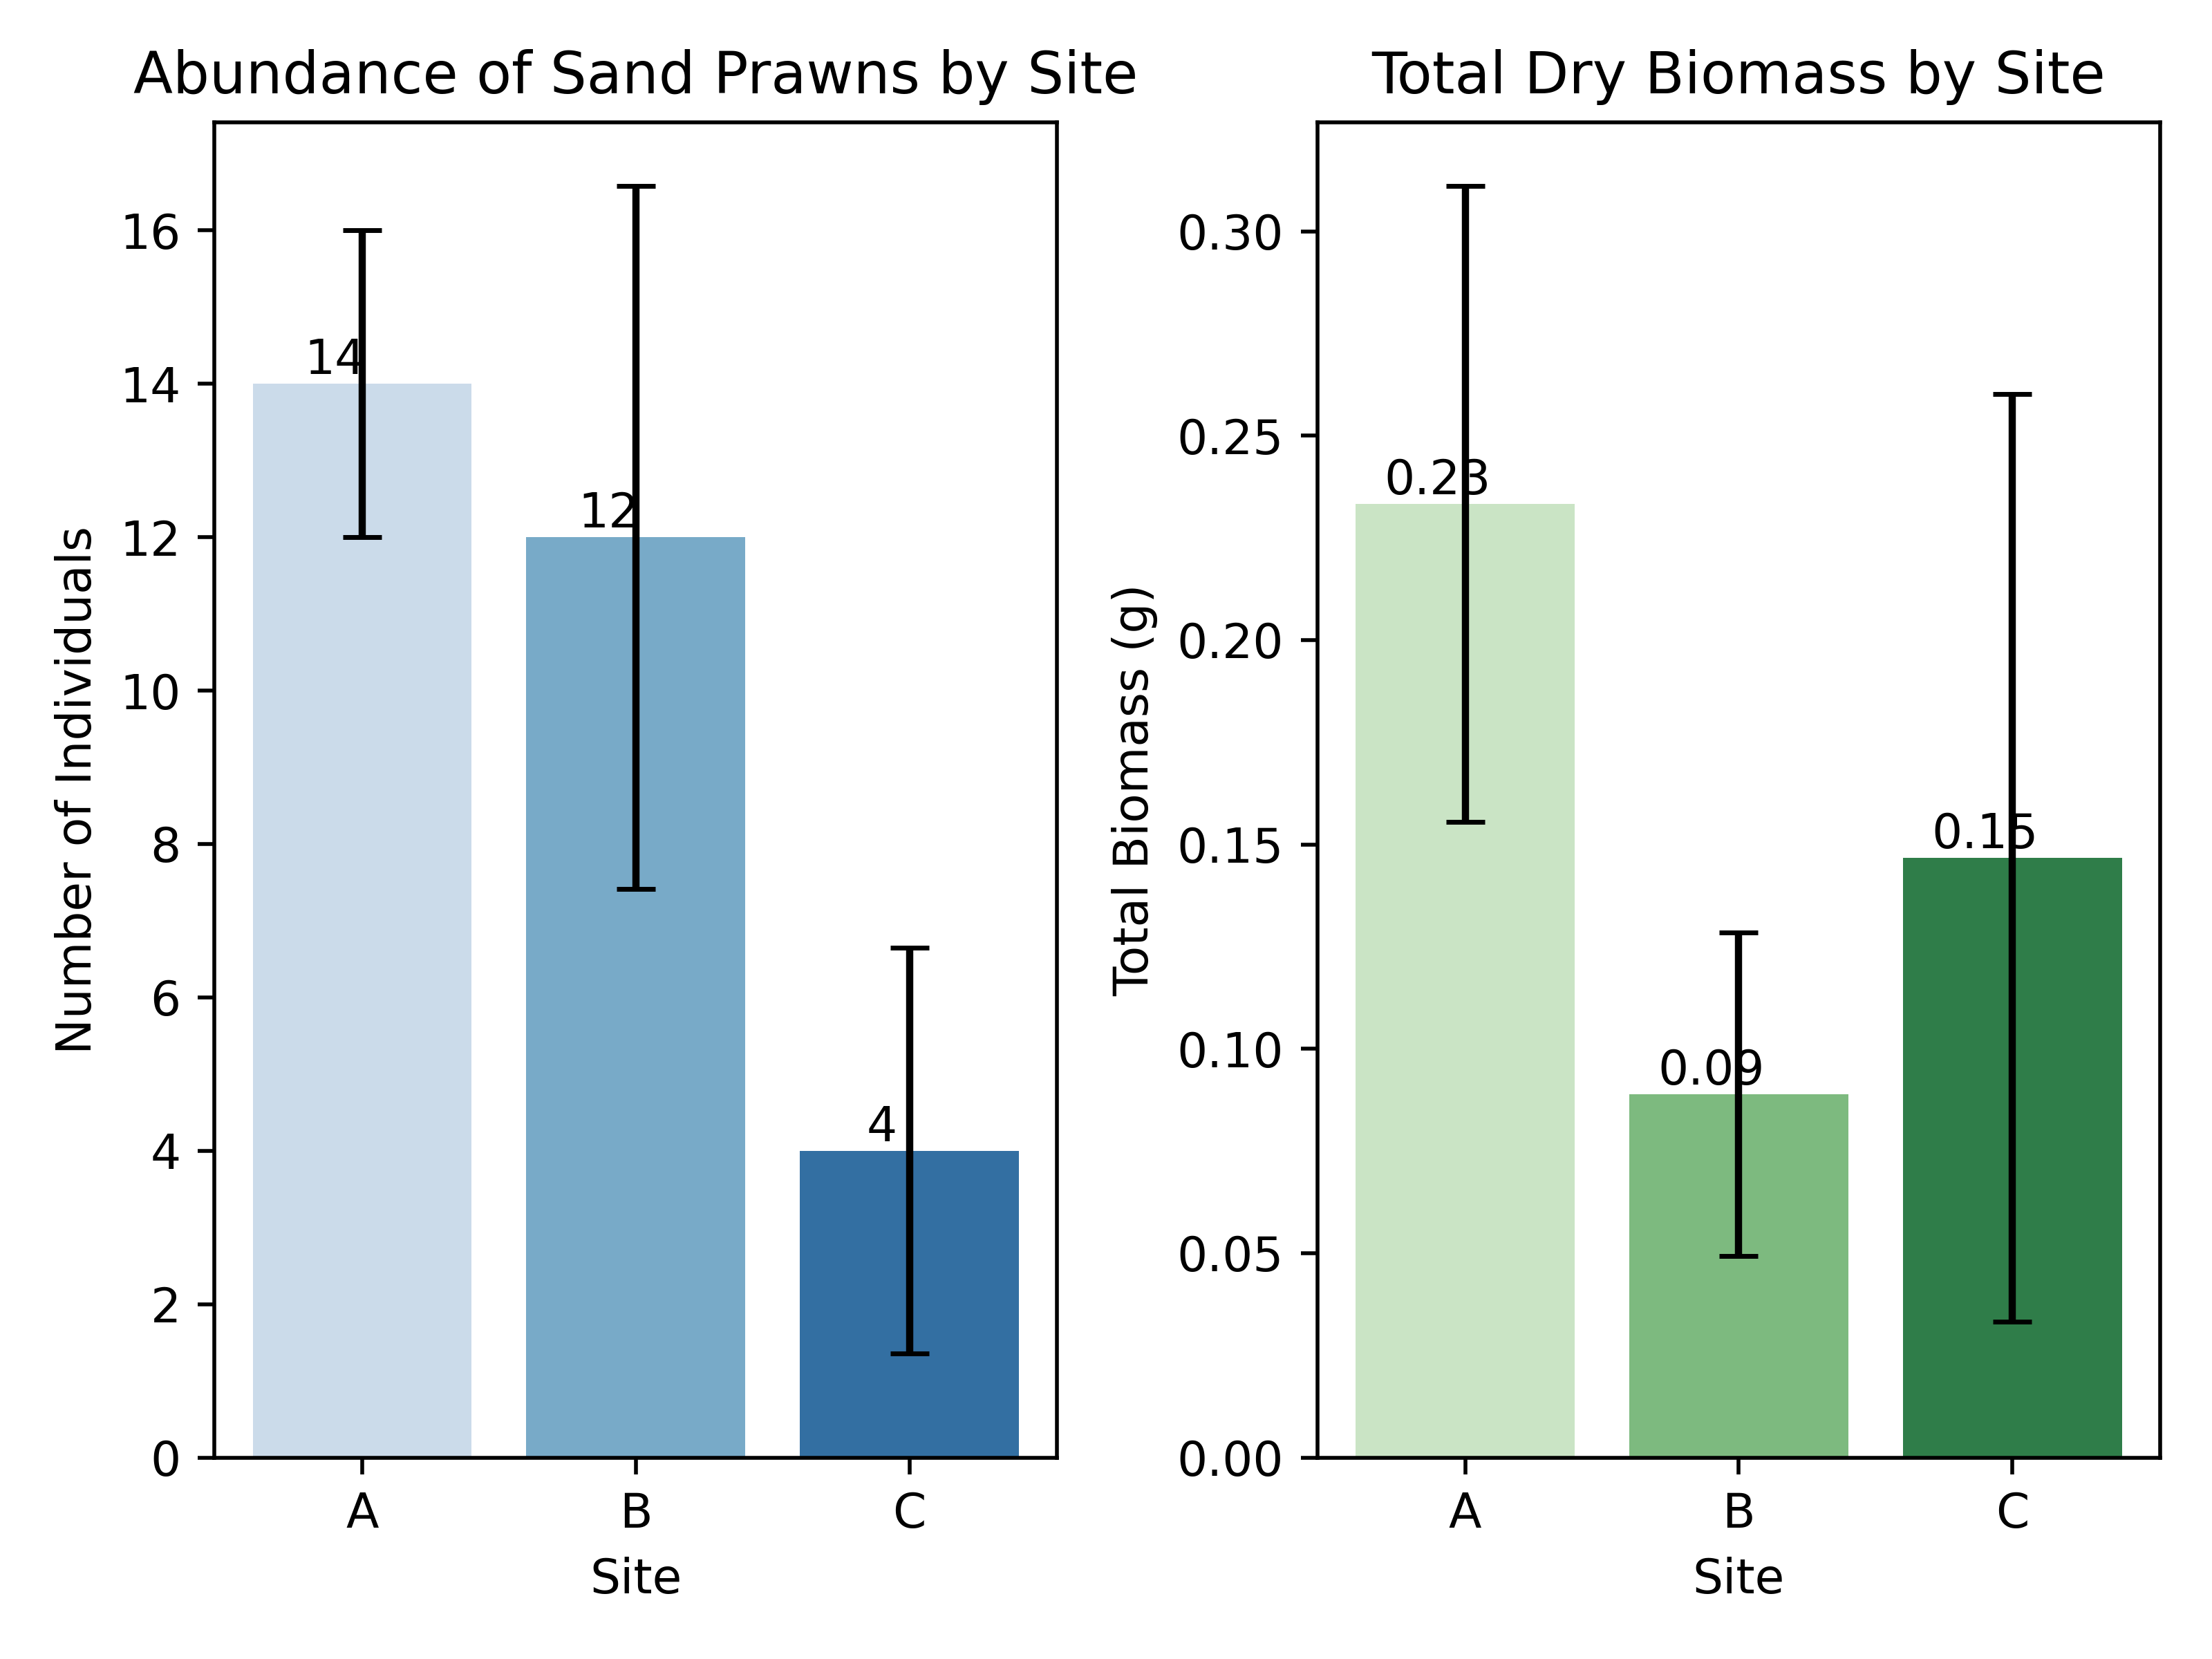 Abundance of Sand Prawns by Site
Number of Individuals
16
14
12
10
8
6
4
2
0
14
12
4
A
B
C
Site
Total Dry Biomass by Site
Total Biomass (g)
0.30
0.25
0.20
0.15
0.10
0.05
0.00
0.23
0.09
0.15
A
B
C
Site